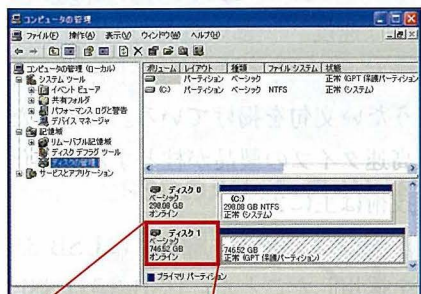 コンピュータの管理
ファイル(F) 操作(A) 表示(V) ウィンドウ(W) ヘルプ(H)
コンピュータの管理 (ローカル)
システム ツール
イベント ビューア
共有フォルダ
パフォーマンス ログと警告
デバイス マネージャ
記憶域
リムーバブル記憶域
ディスク デフラグ ツール
ディスクの管理
サービスとアプリケーション
ボリューム レイアウト 種類 ファイル システム 状態
パーティション ベーシック 正常 (GPT (保護パーティション
(C:) パーティション ベーシック NTFS 正常 (システム)
ディスク 0
ベーシック
298.08 GB
オンライン
(C:)
298.08 GB NTFS
正常 (システム)
ディスク 1
ベーシック
746.52 GB
オンライン
746.52 GB
正常 (GPT (保護パーティション)
プライマリ パーティション